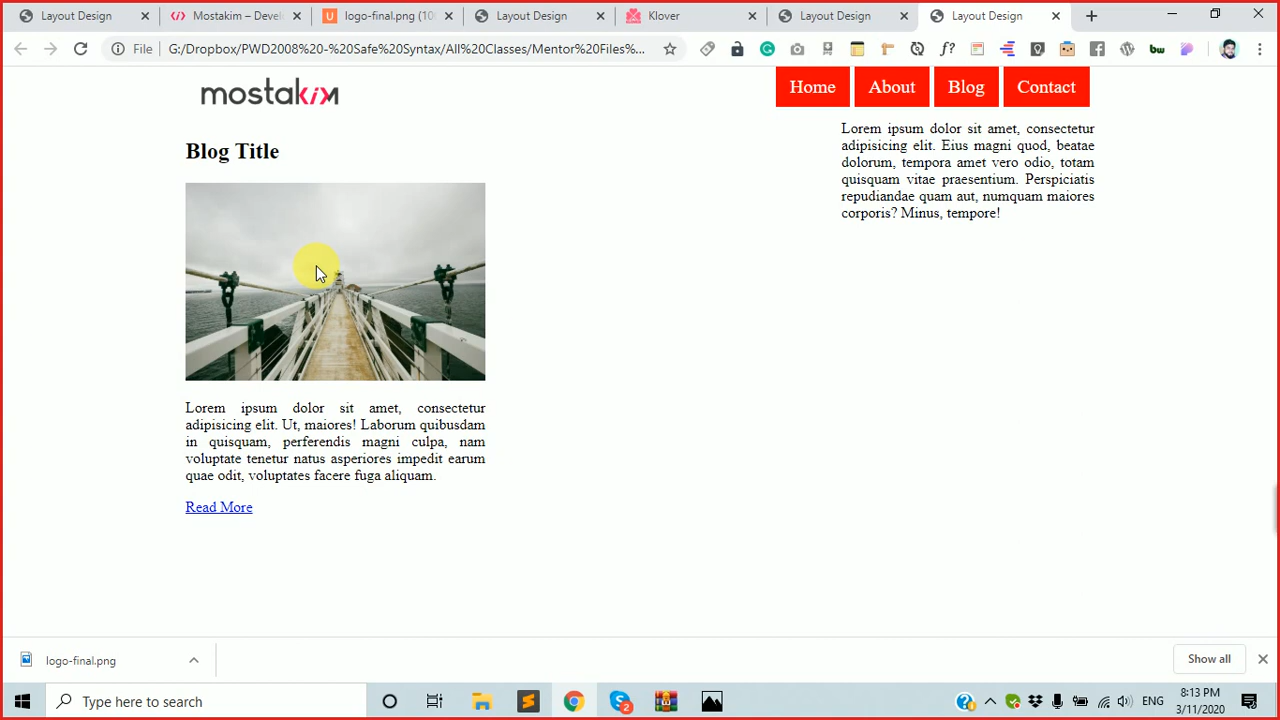 Layout Design
Mostakim – Devel
logo-final.png (10
Layout Design
Klover
Layout Design
Layout Design
File
G:/Dropbox/PWD2008%20-%20Safe%20Syntax/All%20Classes/Mentor%20Files%...
f?
bw
mostakiM
Home
About
Blog
Contact
Blog Title
Lorem ipsum dolor sit amet, consectetur
adipisicing elit. Eius magni quod, beatae
dolorum, tempora amet vero odio, totam
quisquam vitae praesentium. Perspiciatis
repudiandae quam aut, numquam maiores
corporis? Minus, tempore!
Lorem ipsum dolor sit amet, consectetur
adipisicing elit. Ut, maiores! Laborum quibusdam
in quisquam, perferendis magni culpa, nam
voluptate tenetur natus asperiores impedit earum
quae odit, voluptates facere fuga aliquam.
Read More
logo-final.png
Show all
Type here to search
2
ENG
8:13 PM
3/11/2020